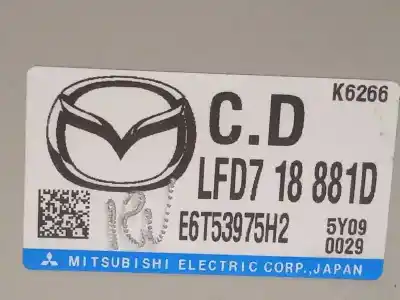 K6266
C.D
LFD7 18 881D
E6T53975H2
5Y09
0029
MITSUBISHI ELECTRIC CORP., JAPAN